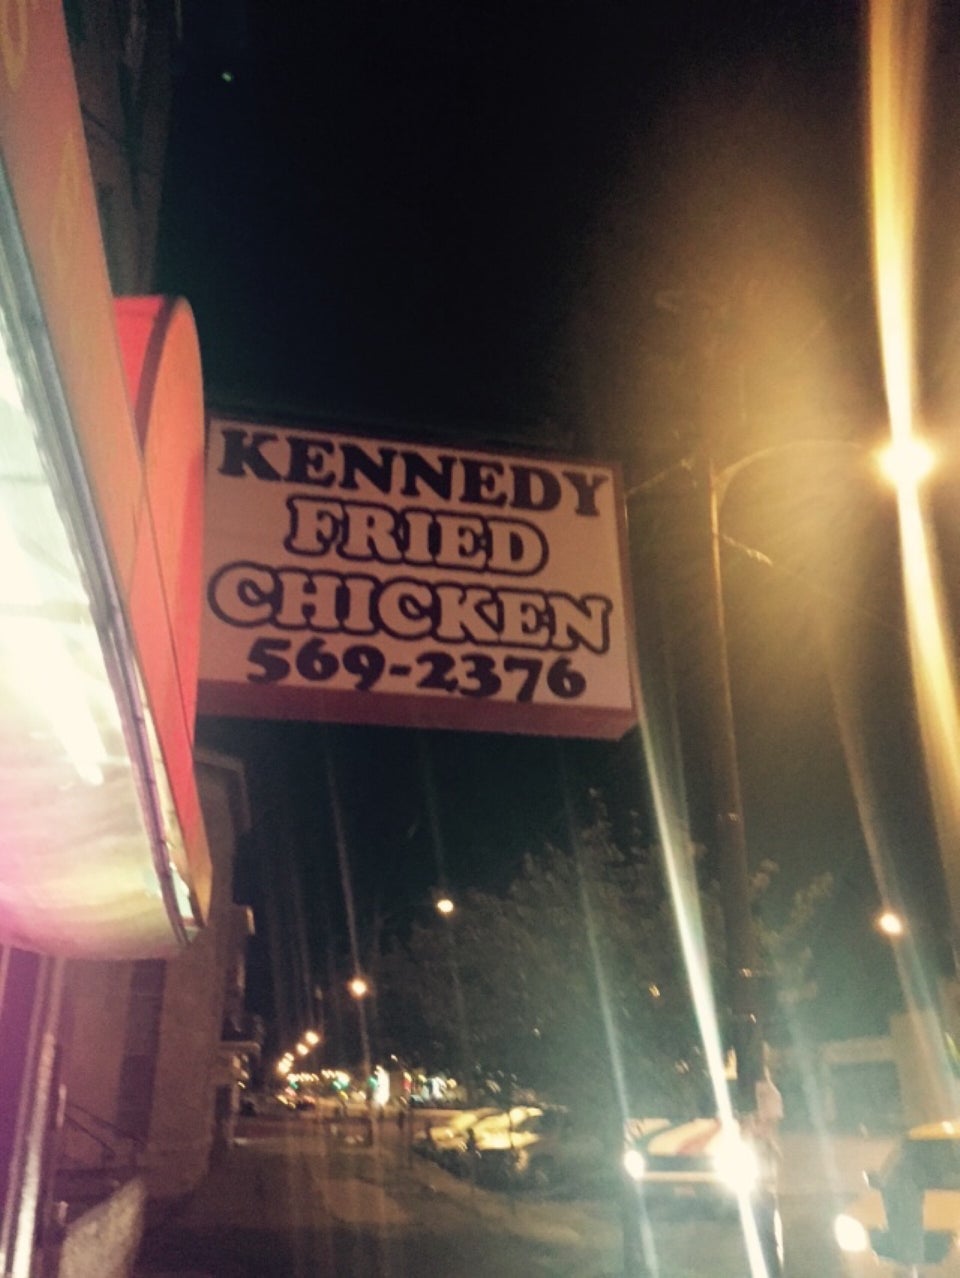 KENNEDY
FRIED
CHICKEN
569-2376